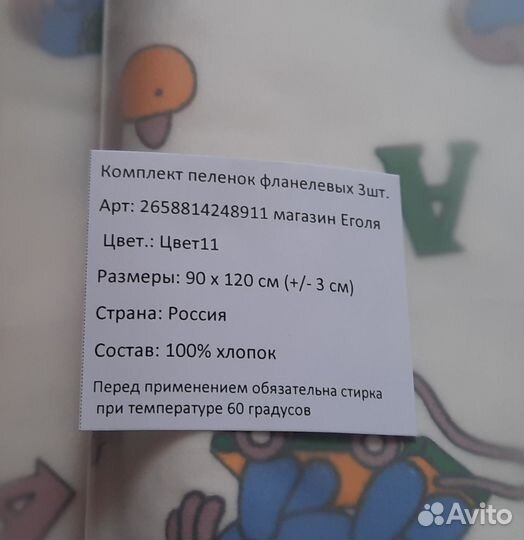 Комплект пеленок фланелевых 3шт.
Арт: 2658814248911 магазин Еголя
Цвет.: Цвет11
Размеры: 90 х 120 см (+/- 3 см)
Страна: Россия
Состав: 100% хлопок
Перед применением обязательна стирка
при температуре 60 градусов
А
А
Avito